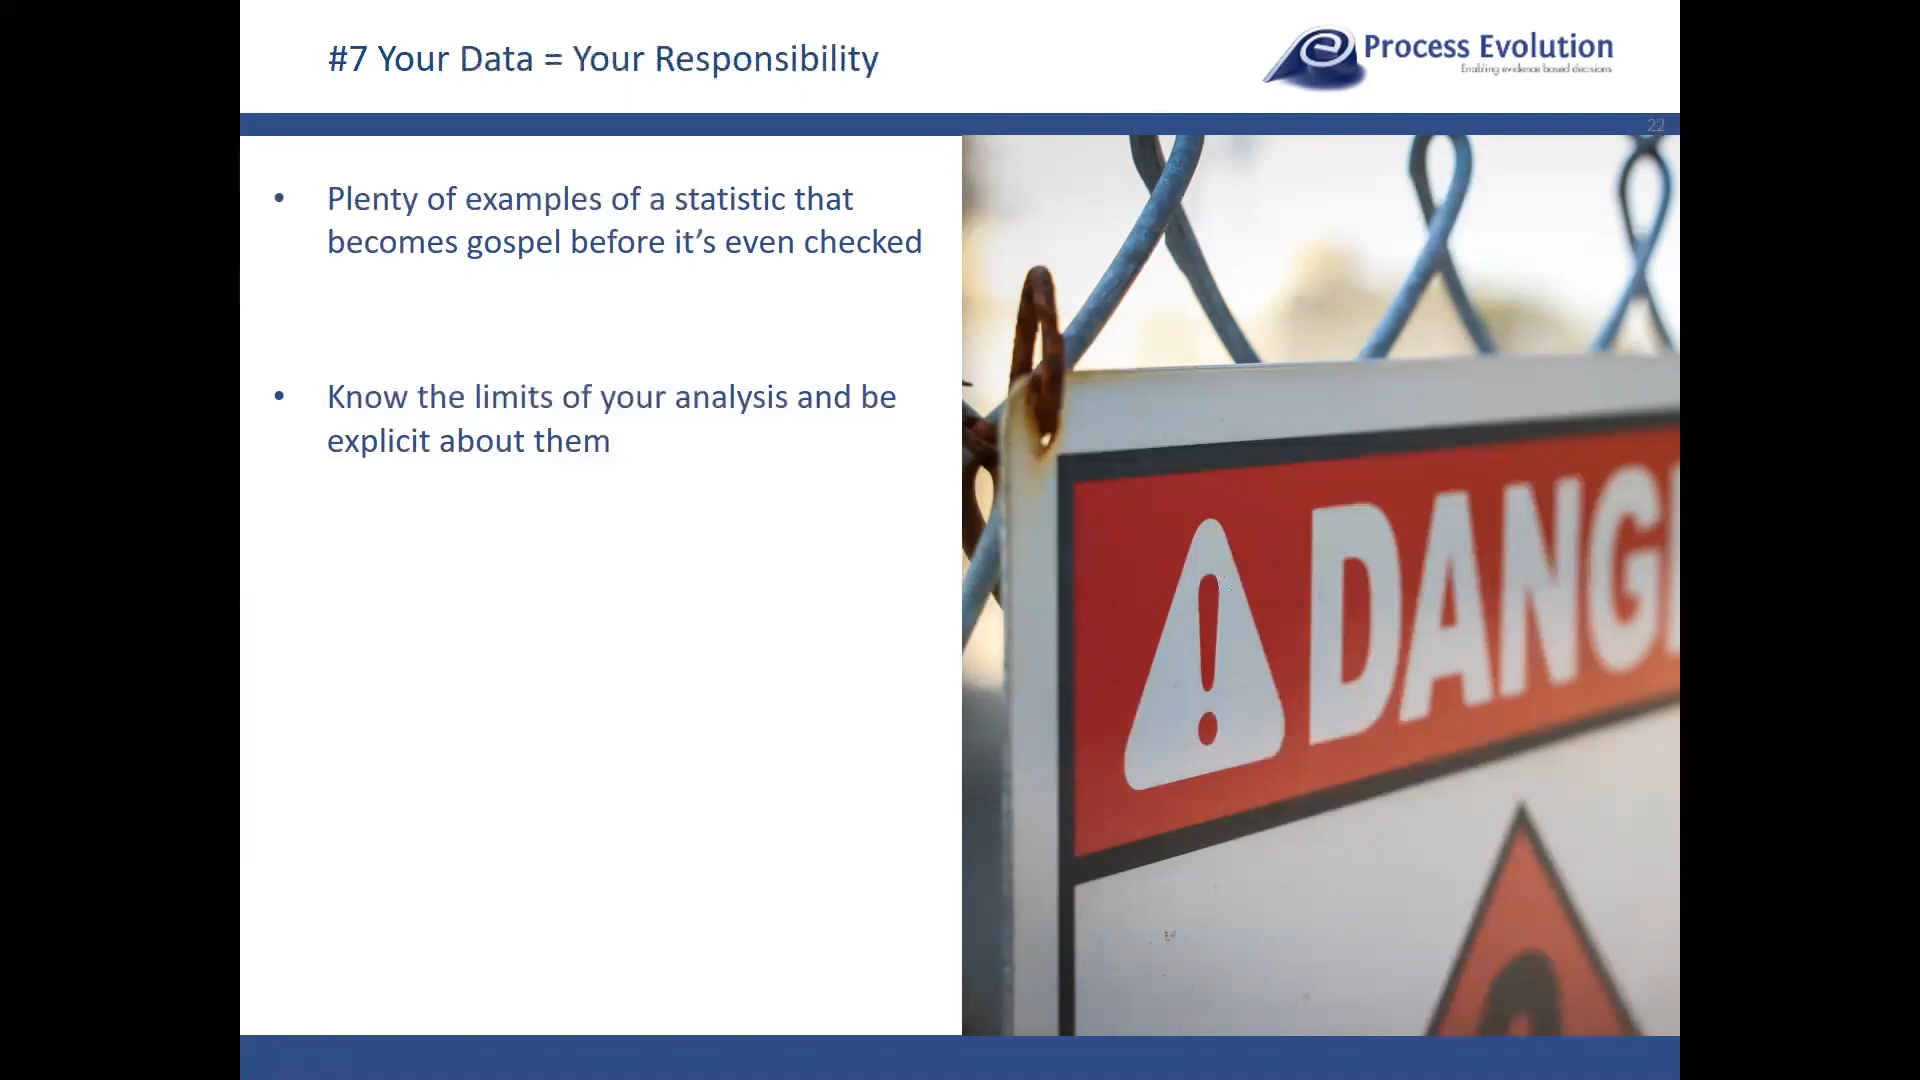 #7 Your Data = Your Responsibility
Process Evolution
Enabling evidence based decisions
22
• Plenty of examples of a statistic that
becomes gospel before it’s even checked
• Know the limits of your analysis and be
explicit about them
DANG